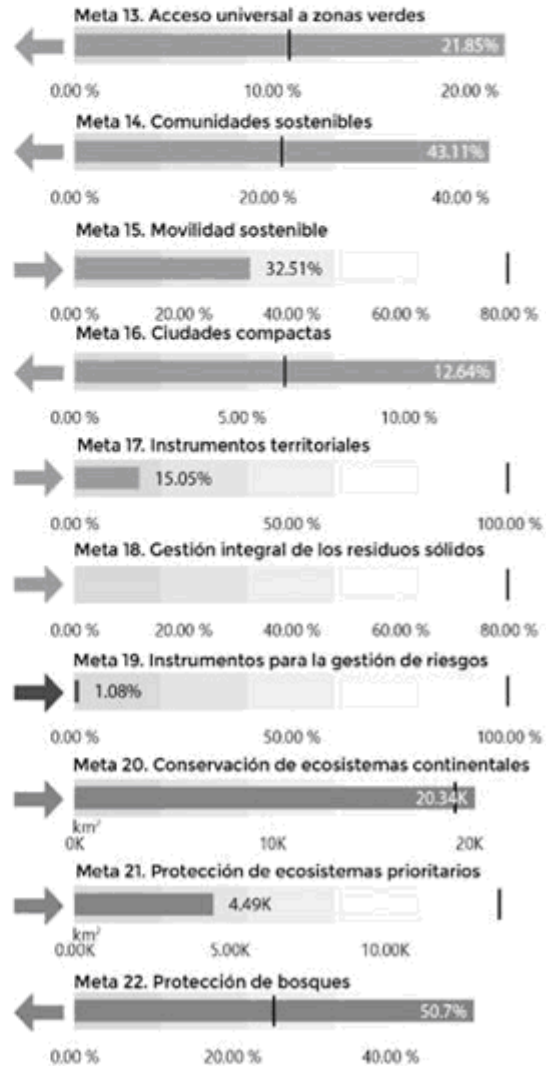 Meta 13. Acceso universal a zonas verdes
21.85%
0.00 % 10.00 % 20.00 %
Meta 14. Comunidades sostenibles
43.11%
0.00 % 20.00 % 40.00 %
Meta 15. Movilidad sostenible
32.51%
0.00 % 20.00 % 40.00 % 60.00 % 80.00 %
Meta 16. Ciudades compactas
12.64%
0.00 % 5.00 % 10.00 %
Meta 17. Instrumentos territoriales
15.05%
0.00 % 50.00 % 100.00 %
Meta 18. Gestión integral de los residuos sólidos
0.00 % 20.00 % 40.00 % 60.00 % 80.00 %
Meta 19. Instrumentos para la gestión de riesgos
1.08%
0.00 % 50.00 % 100.00 %
Meta 20. Conservación de ecosistemas continentales
20.34K
km²
0K 10K 20K
Meta 21. Protección de ecosistemas prioritarios
4.49K
km²
0.00K 5.00K 10.00K
Meta 22. Protección de bosques
50.7%
0.00 % 20.00 % 40.00 %